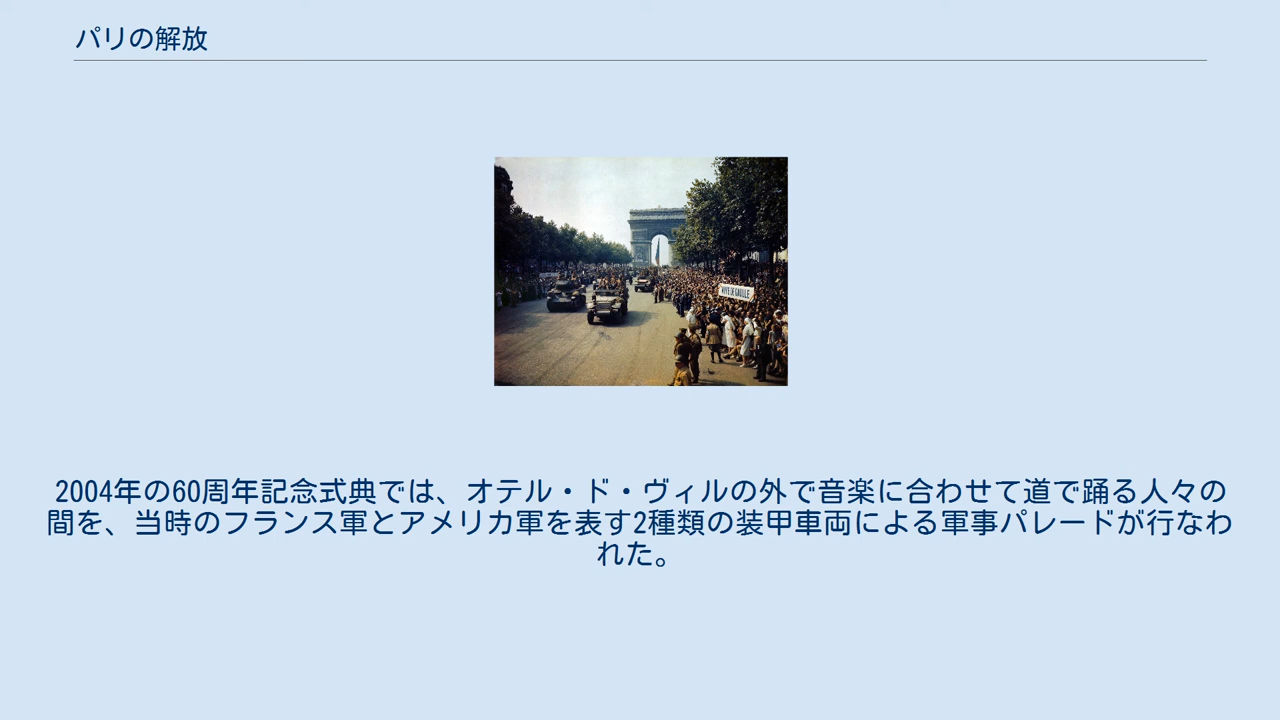 パリの解放
VIVE DE GAULLE
2004年の60周年記念式典では、オテル・ド・ヴィルの外で音楽に合わせて道で踊る人々の
間を、当時のフランス軍とアメリカ軍を表す2種類の装甲車両による軍事パレードが行なわ
れた。